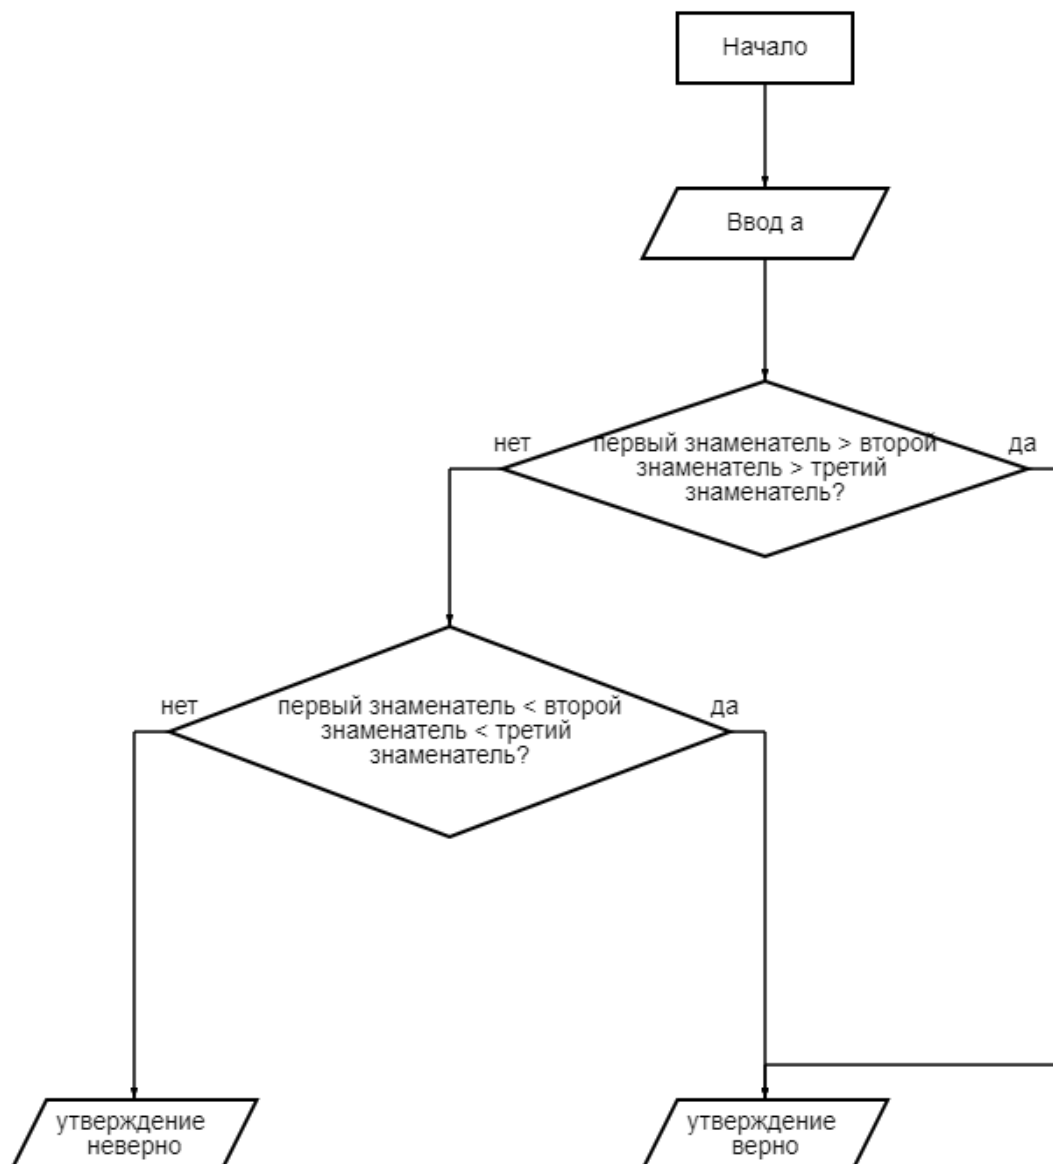 Начало
Ввод a
нет
первый знаменатель > второй
знаменатель > третий
знаменатель?
да
нет
первый знаменатель < второй
знаменатель < третий
знаменатель?
да
утверждение
неверно
утверждение
верно